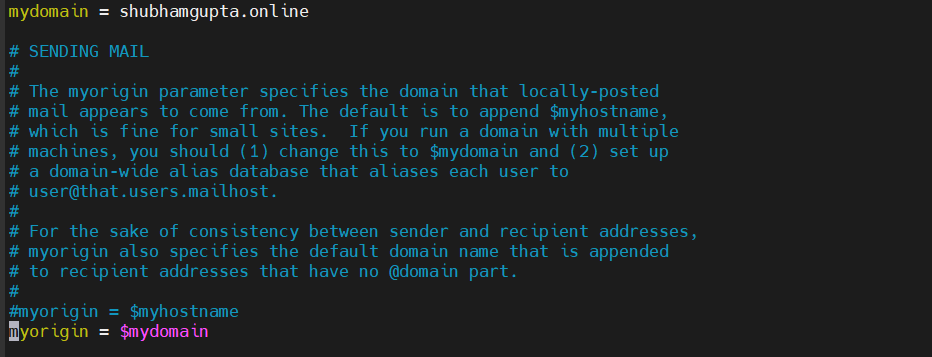 mydomain = shubhamgupta.online
# SENDING MAIL
#
# The myorigin parameter specifies the domain that locally-posted
# mail appears to come from. The default is to append $myhostname,
# which is fine for small sites.  If you run a domain with multiple
# machines, you should (1) change this to $mydomain and (2) set up
# a domain-wide alias database that aliases each user to
# user@that.users.mailhost.
#
# For the sake of consistency between sender and recipient addresses,
# myorigin also specifies the default domain name that is appended
# to recipient addresses that have no @domain part.
#
#myorigin = $myhostname
myorigin = $mydomain